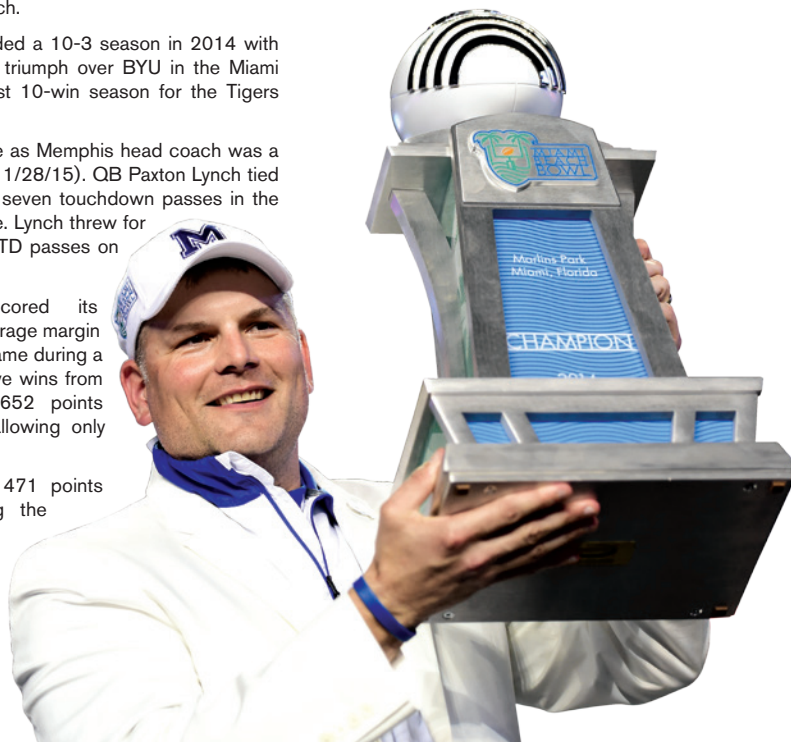 ch.
ded a 10-3 season in 2014 with
triumph over BYU in the Miami
st 10-win season for the Tigers
e as Memphis head coach was a
11/28/15). QB Paxton Lynch tied
seven touchdown passes in the
e. Lynch threw for
TD passes on
cored its
rage margin
ame during a
ve wins from
652 points
llowing only
471 points
g the
M
MIAMI
BEACH
BOWL
Marlins Park
Miami, Florida
CHAMPION
2014